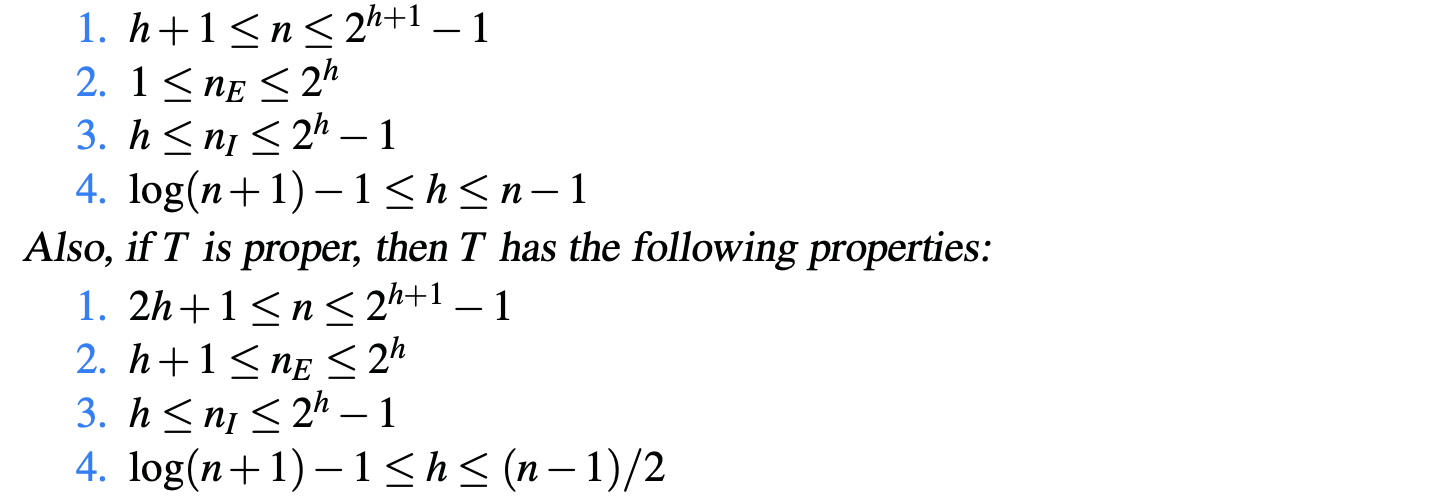 1. h+1 ≤ n ≤ 2^{h+1} − 1
2. 1 ≤ n_E ≤ 2^h
3. h ≤ n_I ≤ 2^h − 1
4. log(n+1) − 1 ≤ h ≤ n − 1
Also, if T is proper, then T has the following properties:
1. 2h+1 ≤ n ≤ 2^{h+1} − 1
2. h+1 ≤ n_E ≤ 2^h
3. h ≤ n_I ≤ 2^h − 1
4. log(n+1) − 1 ≤ h ≤ (n − 1)/2